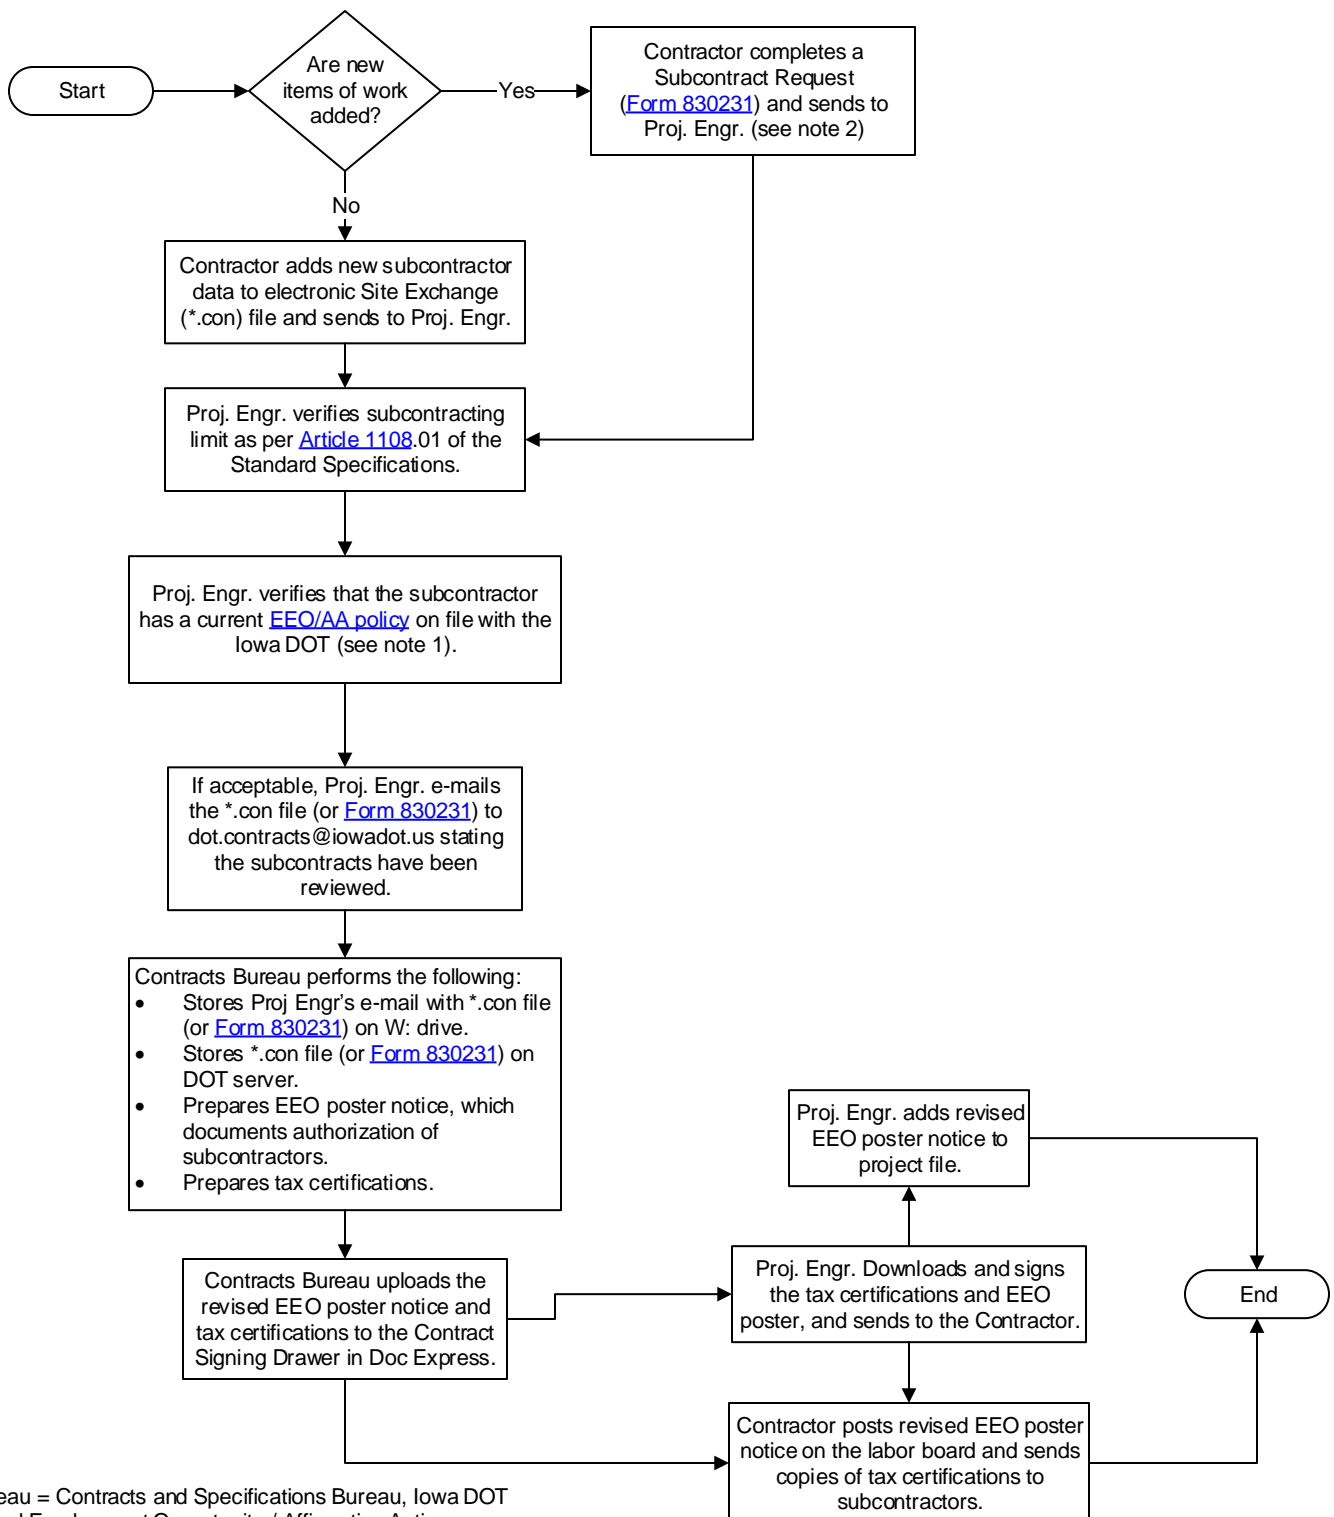 Start
Are new
items of work
added?
Yes
Contractor completes a
Subcontract Request
(Form 830231) and sends to
Proj. Engr. (see note 2)
No
Contractor adds new subcontractor
data to electronic Site Exchange
(*.con) file and sends to Proj. Engr.
Proj. Engr. verifies subcontracting
limit as per Article 1108.01 of the
Standard Specifications.
Proj. Engr. verifies that the subcontractor
has a current EEO/AA policy on file with the
Iowa DOT (see note 1).
If acceptable, Proj. Engr. e-mails
the *.con file (or Form 830231) to
dot.contracts@iowadot.us stating
the subcontracts have been
reviewed.
Contracts Bureau performs the following:
• Stores Proj Engr's e-mail with *.con file
(or Form 830231) on W: drive.
• Stores *.con file (or Form 830231) on
DOT server.
• Prepares EEO poster notice, which
documents authorization of
subcontractors.
• Prepares tax certifications.
Contracts Bureau uploads the
revised EEO poster notice and
tax certifications to the Contract
Signing Drawer in Doc Express.
Proj. Engr. adds revised
EEO poster notice to
project file.
Proj. Engr. Downloads and signs
the tax certifications and EEO
poster, and sends to the Contractor.
End
Contractor posts revised EEO poster
notice on the labor board and sends
copies of tax certifications to
subcontractors.
= Contracts and Specifications Bureau, Iowa DOT